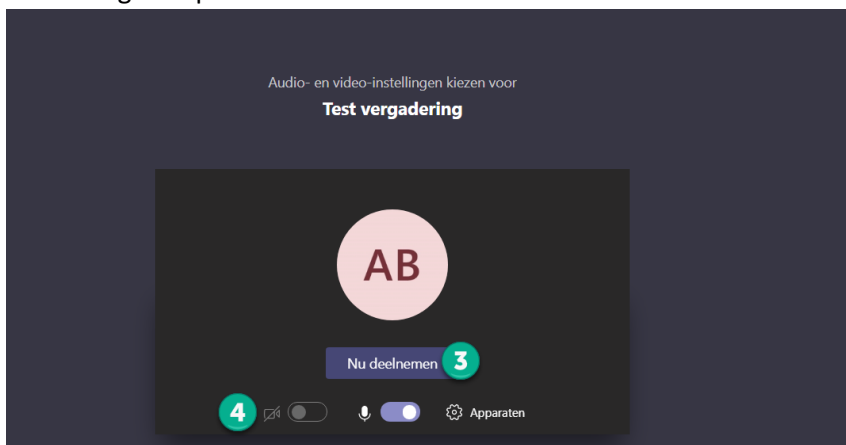 Audio- en video-instellingen kiezen voor
Test vergadering
AB
Nu deelnemen 3
4 Apparaten